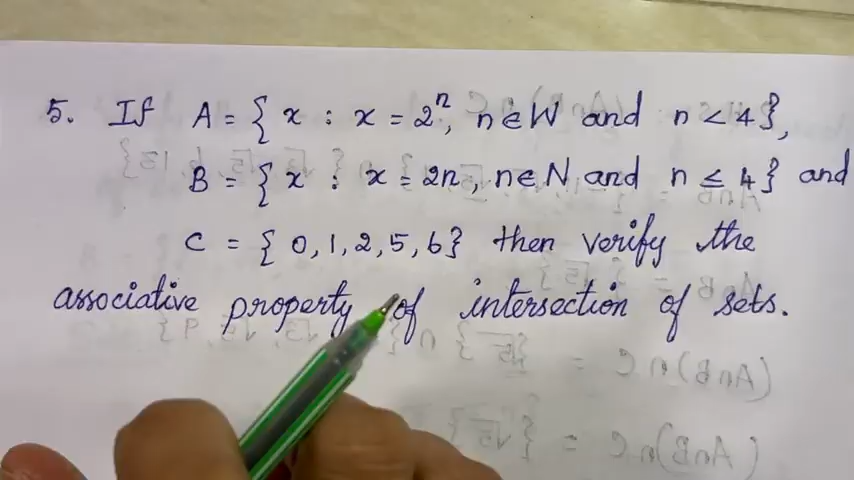 5. If A = { x : x = 2ⁿ, n∈W and n < 4},
B = { x : x = 2n, n∈N and n ≤ 4} and
C = { 0, 1, 2, 5, 6} then verify the
associative property of intersection of sets.